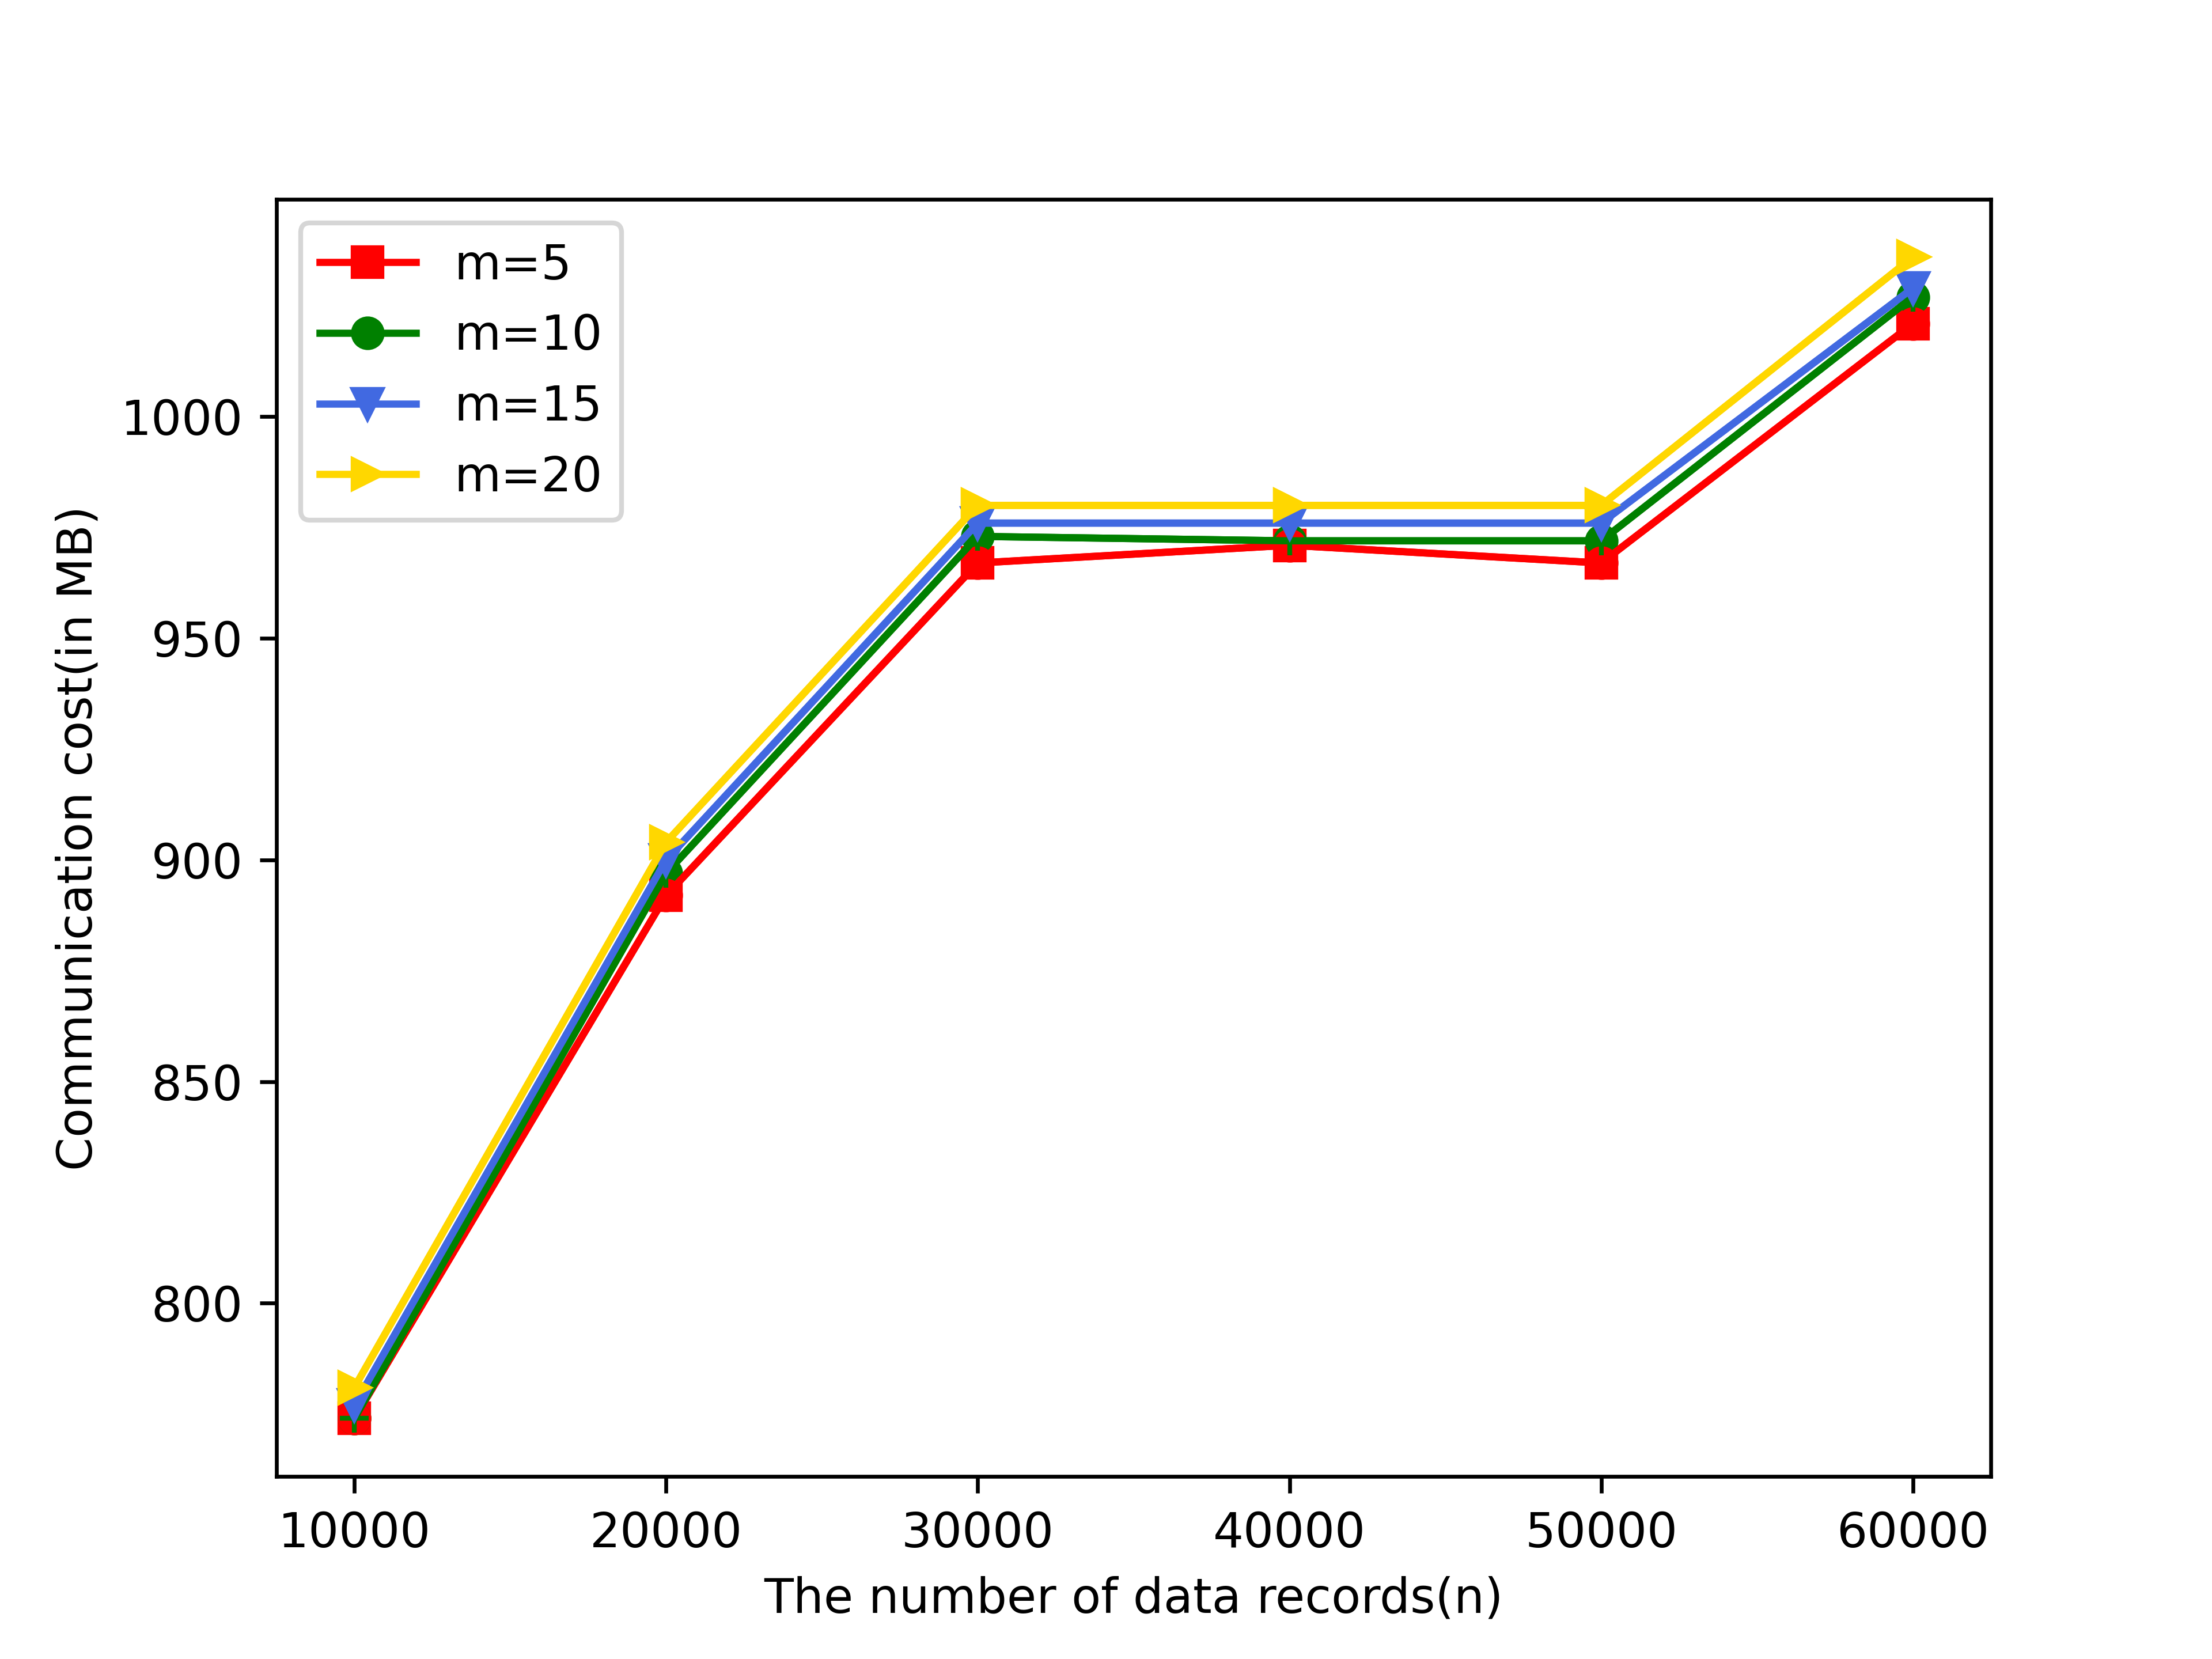 m=5
m=10
m=15
m=20
1000
950
900
850
800
Communication cost(in MB)
10000 20000 30000 40000 50000 60000
The number of data records(n)